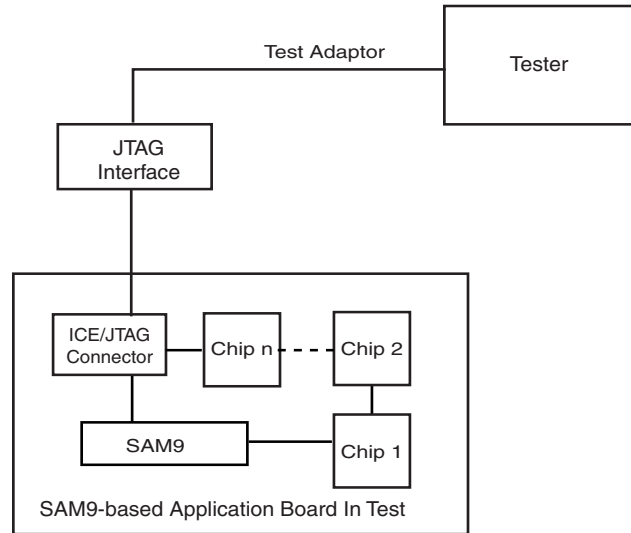 Test Adaptor
Tester
JTAG
Interface
ICE/JTAG
Connector
Chip n
Chip 2
SAM9
Chip 1
SAM9-based Application Board In Test